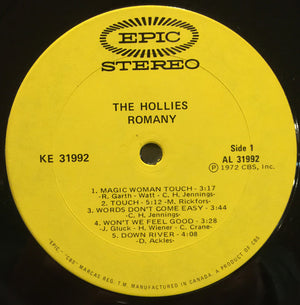 EPIC
STEREO
THE HOLLIES
ROMANY
KE 31992
Side 1
AL 31992
Ⓟ 1972 CBS, Inc.
1. MAGIC WOMAN TOUCH - 3:17
- R. Garth - Watt - C. H. Jennings -
2. TOUCH - 5:12 - M. Rickfors -
3. WORDS DON'T COME EASY - 3:44
- C. H. Jennings -
4. WON'T WE FEEL GOOD - 3:28
- J. Gluck - H. Wiener - C. Crane -
5. DOWN RIVER - 4:08
- D. Ackles -
"EPIC," "CBS" MARCAS REG. T.M. MANUFACTURED IN CANADA. A PRODUCT OF CBS